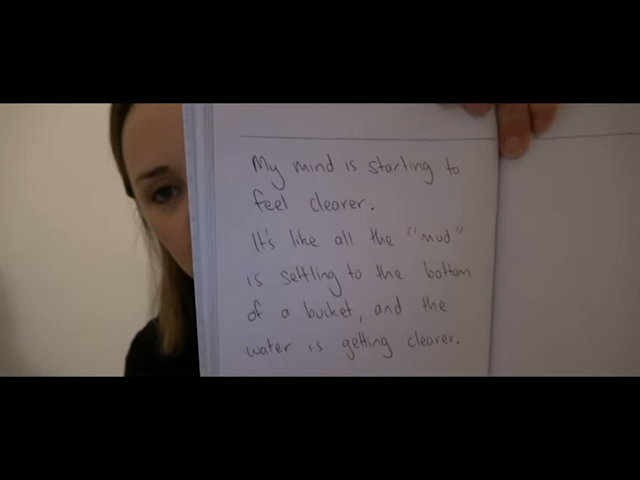 My mind is starting to
feel clearer.
It's like all the "mud"
is settling to the bottom
of a bucket, and the
water is getting clearer.